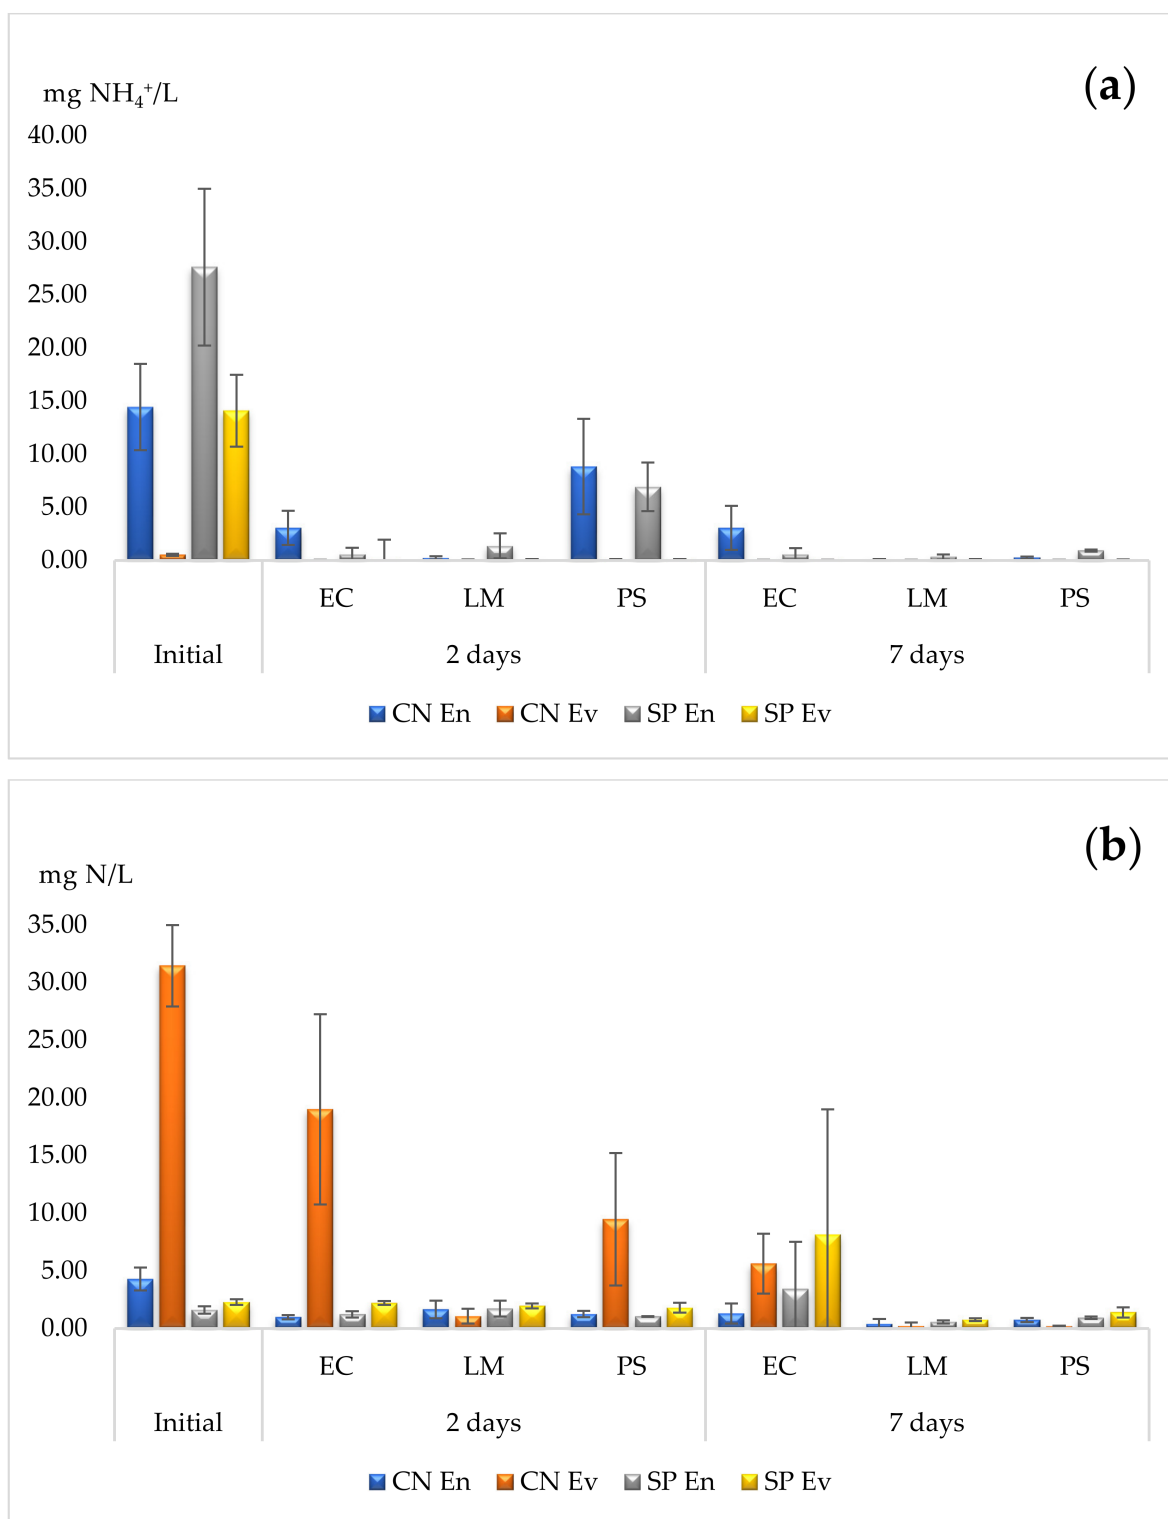 (a)
mg NH₄⁺/L
40.00
35.00
30.00
25.00
20.00
15.00
10.00
5.00
0.00
EC LM PS EC LM PS
Initial 2 days 7 days
CN En CN Ev SP En SP Ev
(b)
mg N/L
35.00
30.00
25.00
20.00
15.00
10.00
5.00
0.00
EC LM PS EC LM PS
Initial 2 days 7 days
CN En CN Ev SP En SP Ev